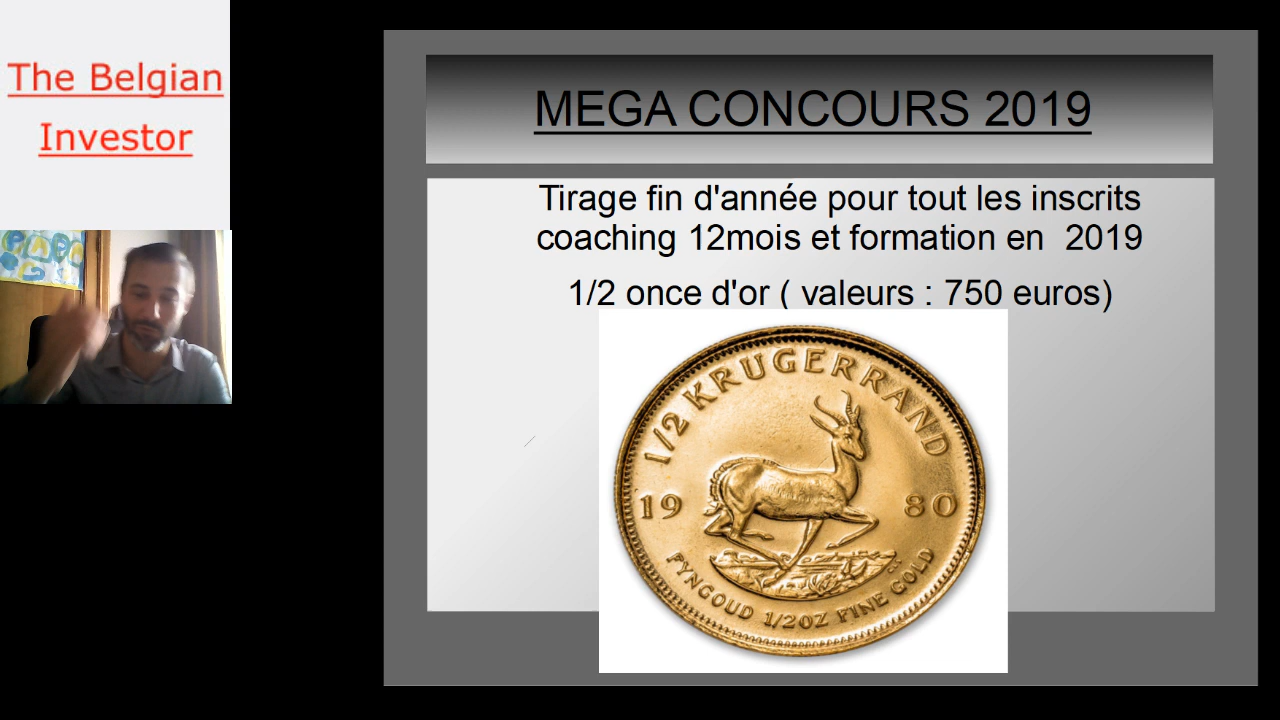 The Belgian
Investor
MEGA CONCOURS 2019
Tirage fin d'année pour tout les inscrits
coaching 12mois et formation en 2019
1/2 once d'or ( valeurs : 750 euros)
1/2 KRUGERRAND
19 80
FYNGOUD 1/2OZ FINE GOLD